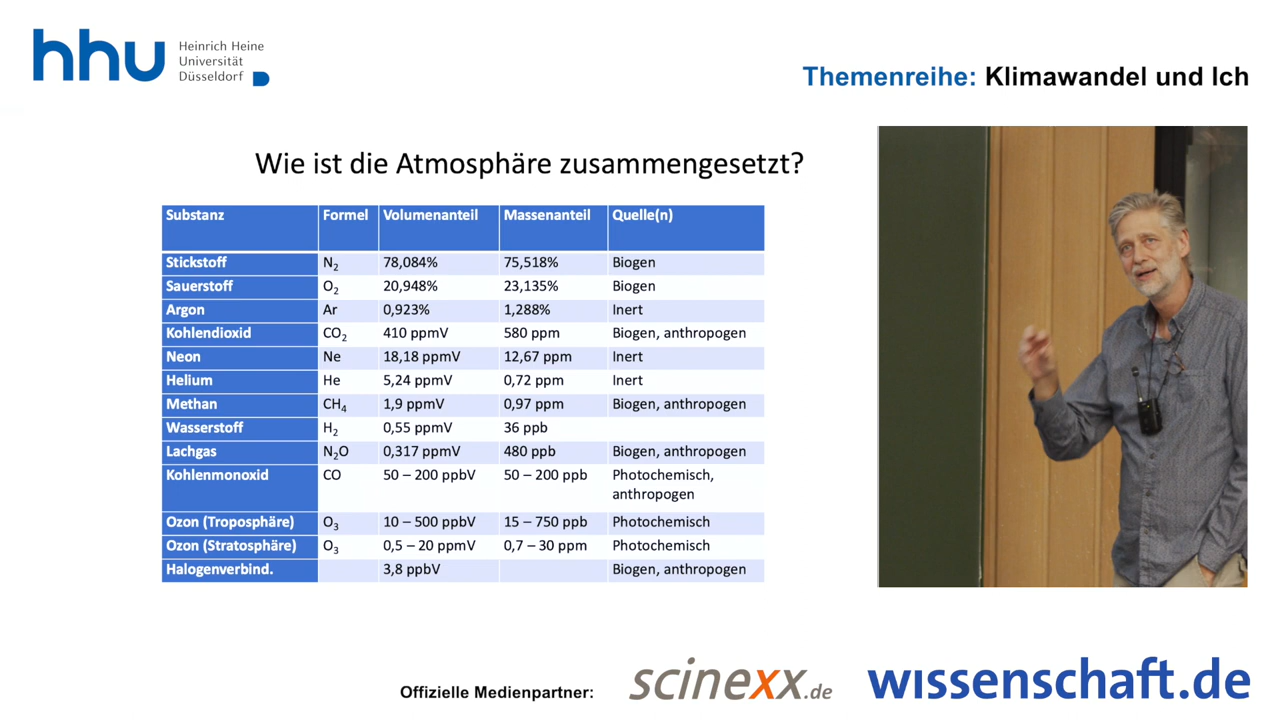 hhu Heinrich Heine
Universität
Düsseldorf
Themenreihe: Klimawandel und Ich
Wie ist die Atmosphäre zusammengesetzt?
Substanz Formel Volumenanteil Massenanteil Quelle(n)
Stickstoff N₂ 78,084% 75,518% Biogen
Sauerstoff O₂ 20,948% 23,135% Biogen
Argon Ar 0,923% 1,288% Inert
Kohlendioxid CO₂ 410 ppmV 580 ppm Biogen, anthropogen
Neon Ne 18,18 ppmV 12,67 ppm Inert
Helium He 5,24 ppmV 0,72 ppm Inert
Methan CH₄ 1,9 ppmV 0,97 ppm Biogen, anthropogen
Wasserstoff H₂ 0,55 ppmV 36 ppb
Lachgas N₂O 0,317 ppmV 480 ppb Biogen, anthropogen
Kohlenmonoxid CO 50 – 200 ppbV 50 – 200 ppb Photochemisch,
anthropogen
Ozon (Troposphäre) O₃ 10 – 500 ppbV 15 – 750 ppb Photochemisch
Ozon (Stratosphäre) O₃ 0,5 – 20 ppmV 0,7 – 30 ppm Photochemisch
Halogenverbind. 3,8 ppbV Biogen, anthropogen
Offizielle Medienpartner: scinexx.de wissenschaft.de